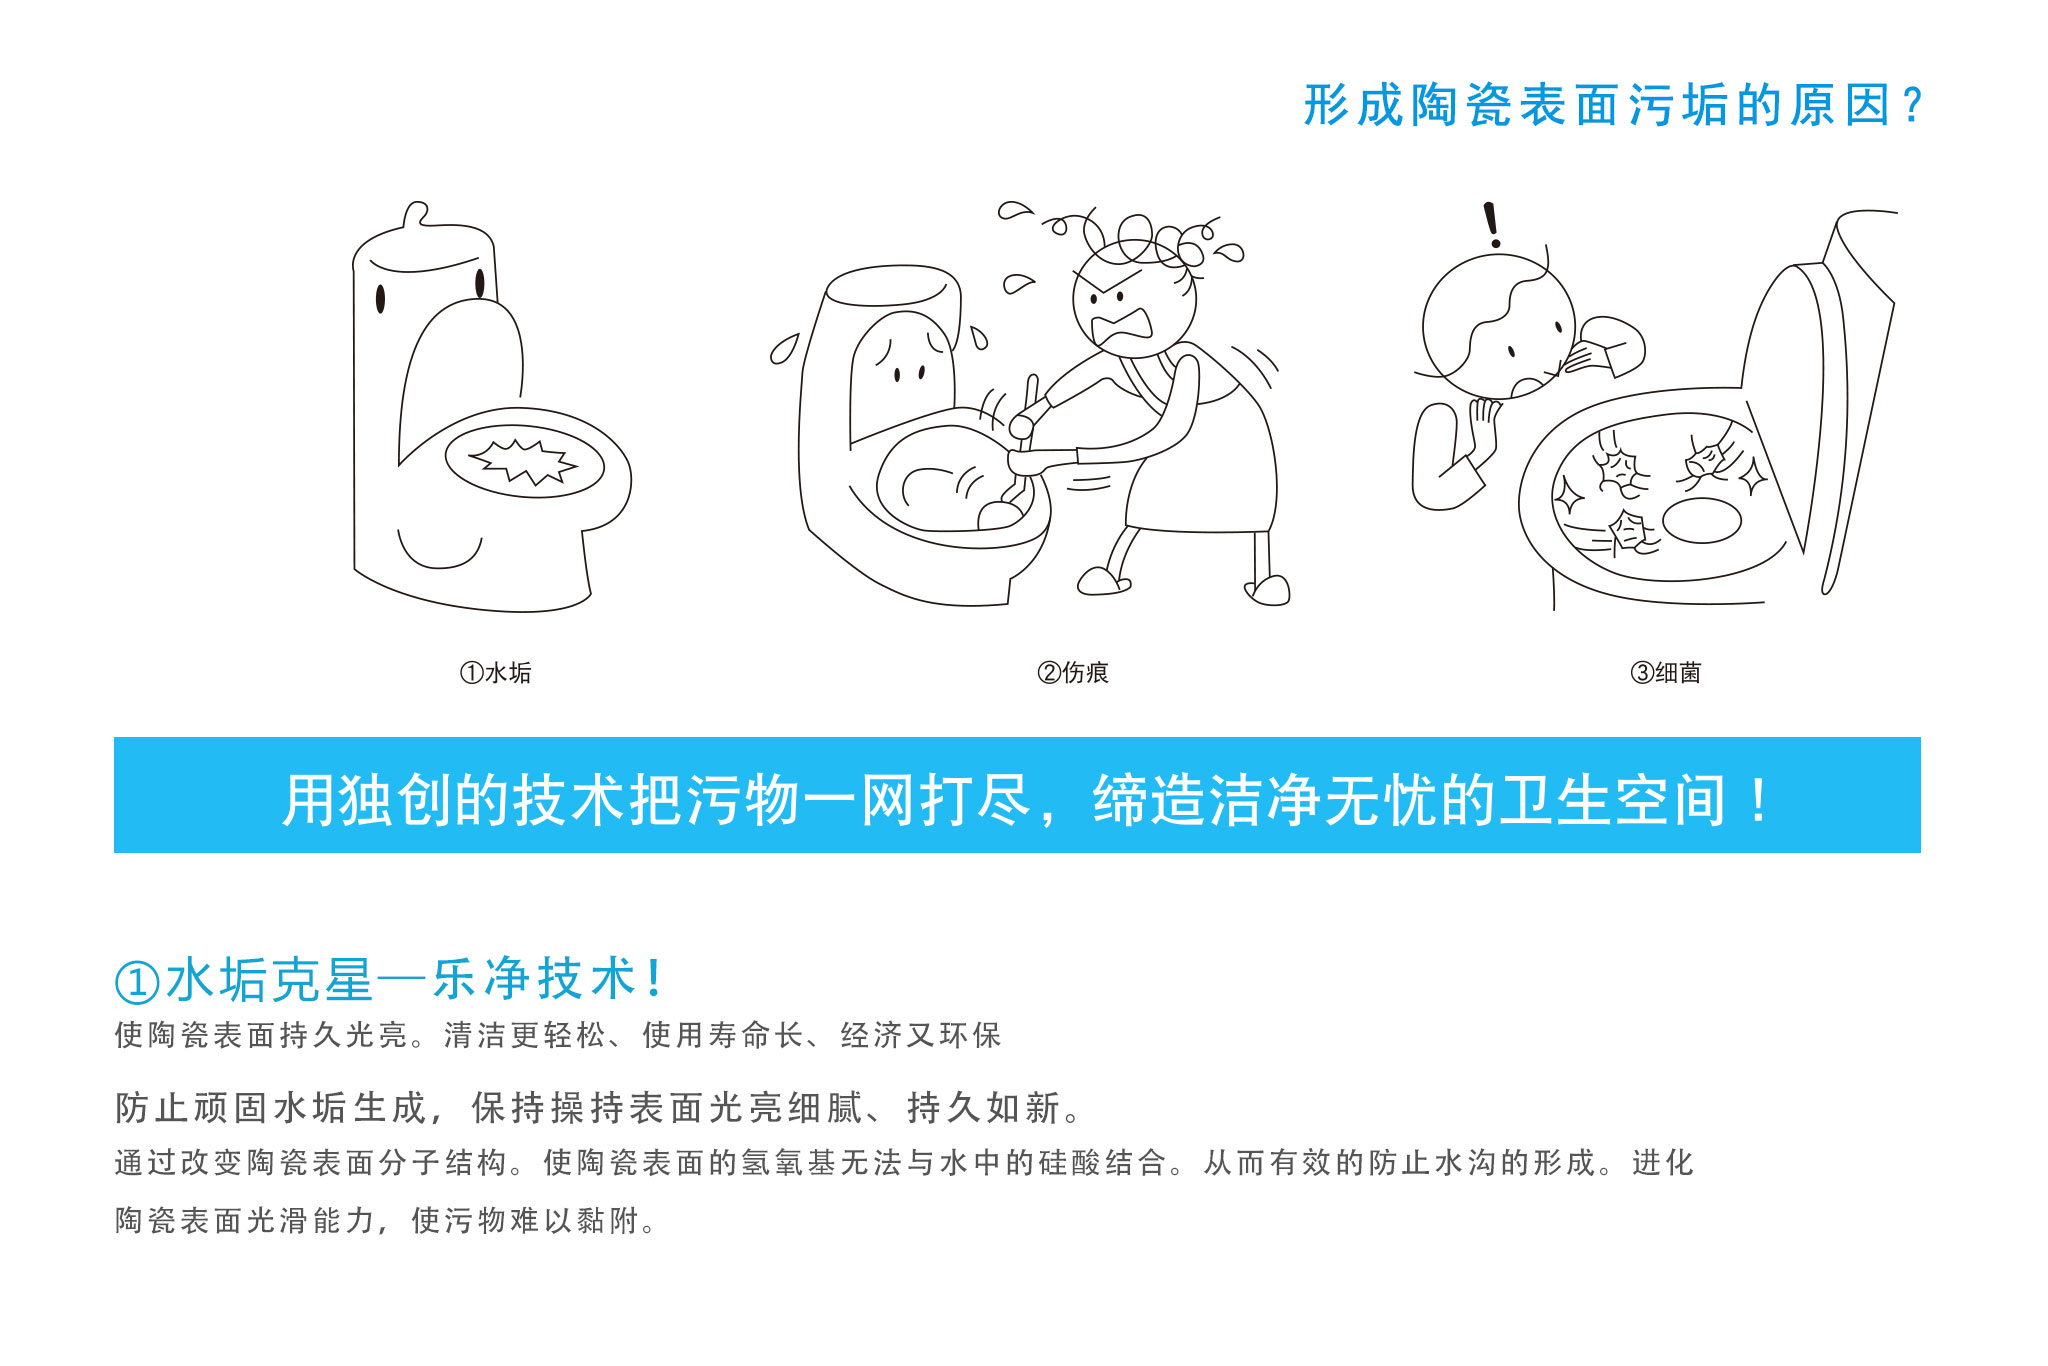 形成陶瓷表面污垢的原因？
!
①水垢
②伤痕
③细菌
用独创的技术把污物一网打尽，缔造洁净无忧的卫生空间！
①水垢克星—乐净技术！
使陶瓷表面持久光亮。清洁更轻松、使用寿命长、经济又环保
防止顽固水垢生成，保持操持表面光亮细腻、持久如新。
通过改变陶瓷表面分子结构。使陶瓷表面的氢氧基无法与水中的硅酸结合。从而有效的防止水沟的形成。进化
陶瓷表面光滑能力，使污物难以黏附。